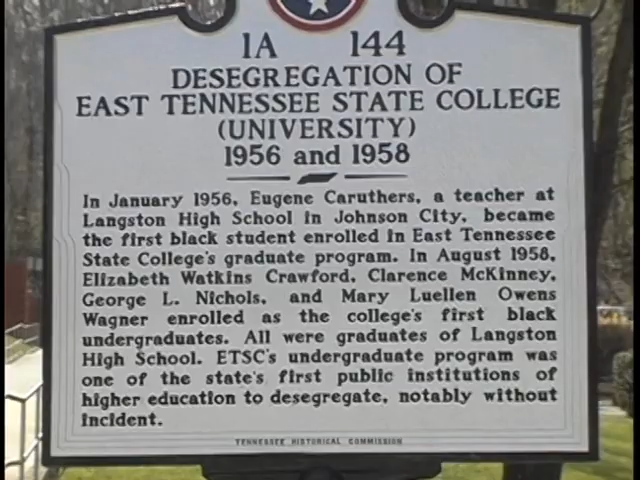 1A 144
DESEGREGATION OF
EAST TENNESSEE STATE COLLEGE
(UNIVERSITY)
1956 and 1958
In January 1956, Eugene Caruthers, a teacher at
Langston High School in Johnson City, became
the first black student enrolled in East Tennessee
State College's graduate program. In August 1958,
Elizabeth Watkins Crawford, Clarence McKinney,
George L. Nichols, and Mary Luellen Owens
Wagner enrolled as the college's first black
undergraduates. All were graduates of Langston
High School. ETSC's undergraduate program was
one of the state's first public institutions of
higher education to desegregate, notably without
incident.
TENNESSEE HISTORICAL COMMISSION